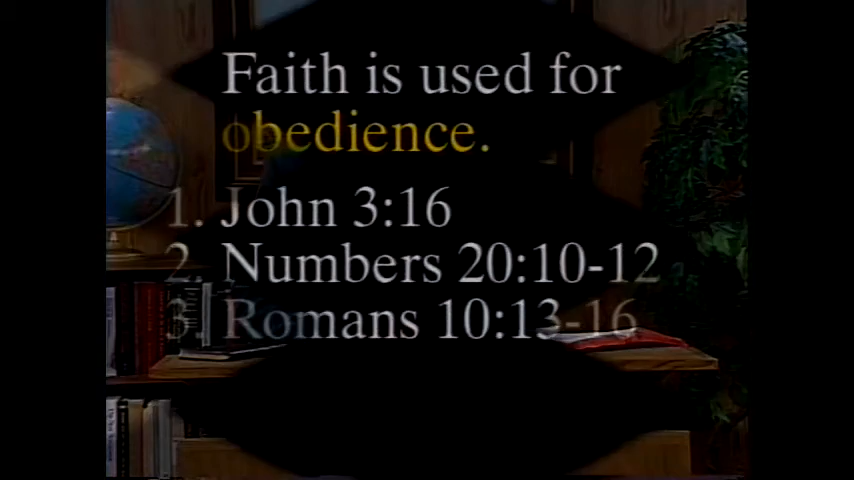 Faith is used for
obedience.
1. John 3:16
2. Numbers 20:10-12
3. Romans 10:13-16